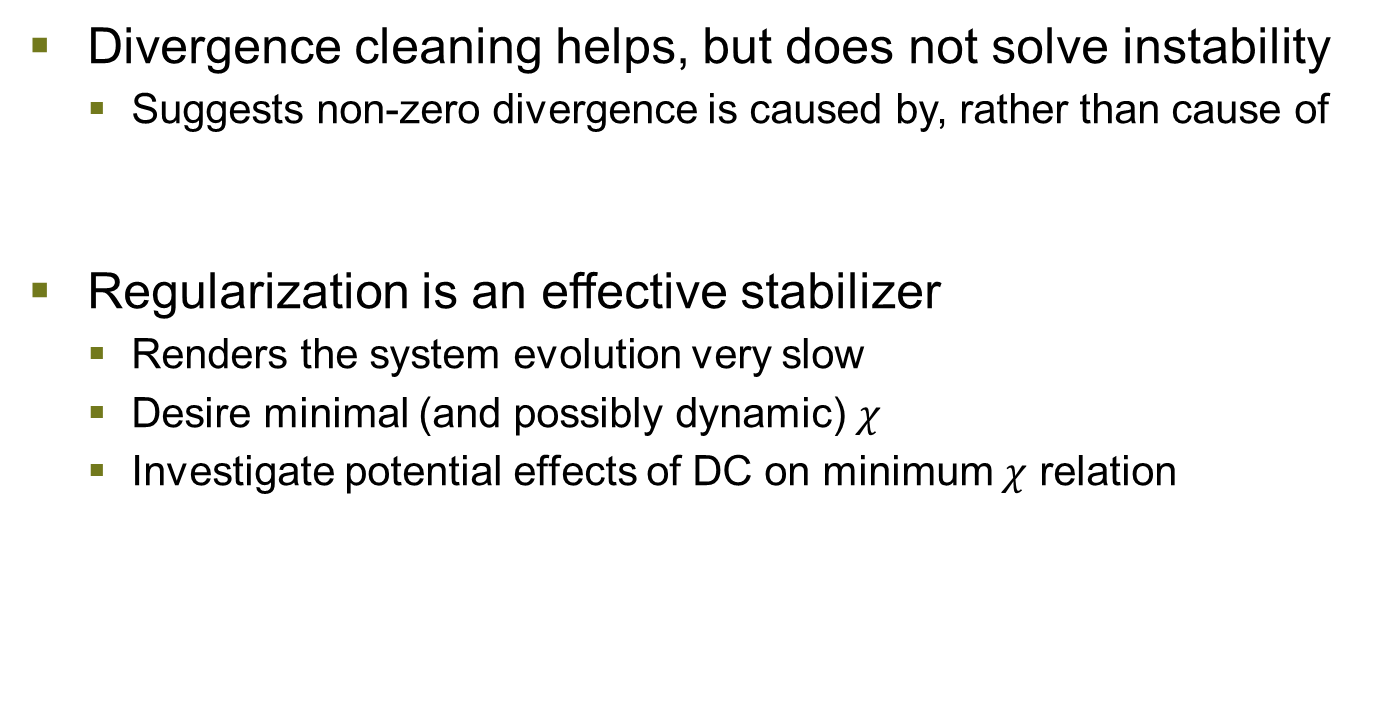 ▪ Divergence cleaning helps, but does not solve instability
▪ Suggests non-zero divergence is caused by, rather than cause of
▪ Regularization is an effective stabilizer
▪ Renders the system evolution very slow
▪ Desire minimal (and possibly dynamic) 𝜒
▪ Investigate potential effects of DC on minimum 𝜒 relation